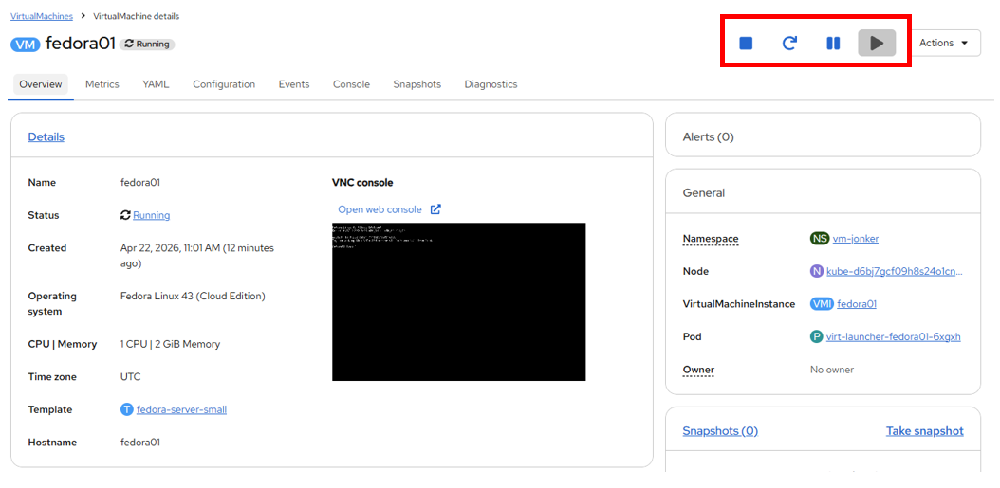 VirtualMachines > VirtualMachine details
VM fedora01 Running
Actions
Overview Metrics YAML Configuration Events Console Snapshots Diagnostics
Details
Name fedora01
Status Running
Created Apr 22, 2026, 11:01 AM (12 minutes
ago)
Operating
system Fedora Linux 43 (Cloud Edition)
CPU | Memory 1 CPU | 2 GiB Memory
Time zone UTC
Template T fedora-server-small
Hostname fedora01
VNC console
Open web console
Alerts (0)
General
Namespace NS vm-jonker
Node N kube-d6bj7gcf09h8s24o1cn...
VirtualMachineInstance VMI fedora01
Pod P virt-launcher-fedora01-6xgxh
Owner No owner
Snapshots (0) Take snapshot